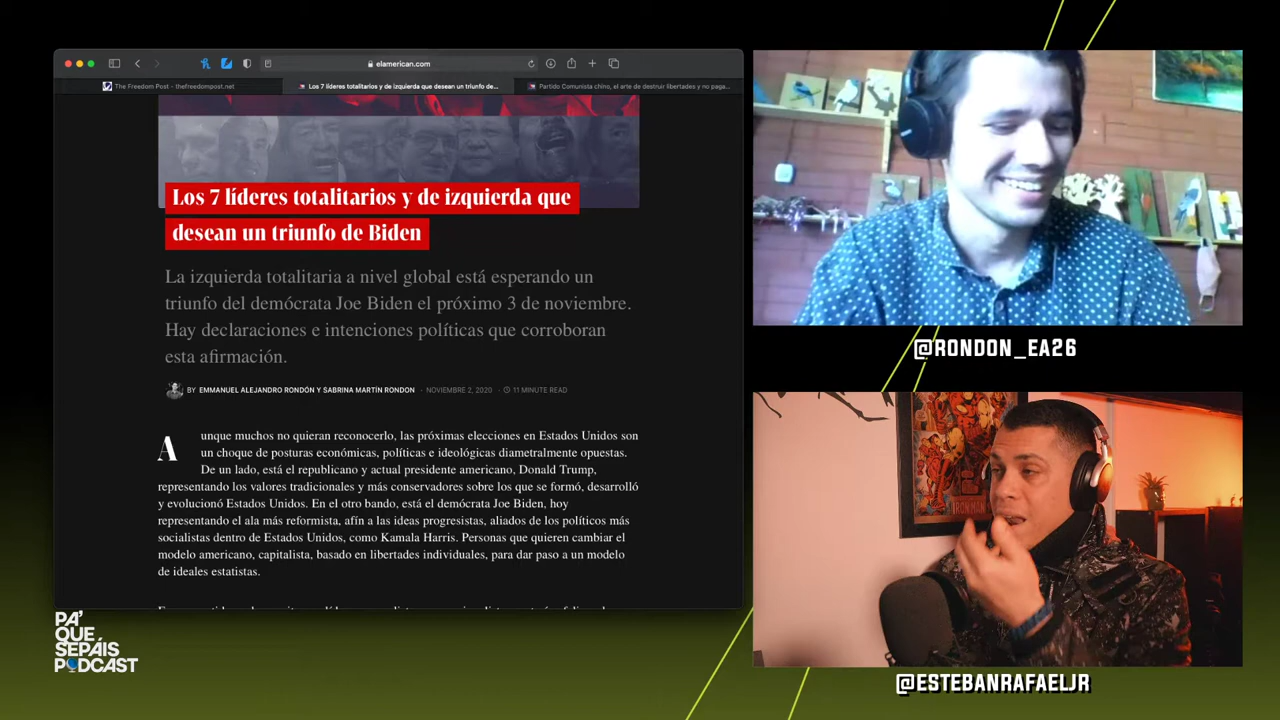 elamerican.com
The Freedom Post - thefreedompost.net
Los 7 líderes totalitarios y de izquierda que desean un triunfo de...
Partido Comunista chino, el arte de destruir libertades y no paga...
Los 7 líderes totalitarios y de izquierda que
desean un triunfo de Biden
La izquierda totalitaria a nivel global está esperando un
triunfo del demócrata Joe Biden el próximo 3 de noviembre.
Hay declaraciones e intenciones políticas que corroboran
esta afirmación.
BY EMMANUEL ALEJANDRO RONDÓN Y SABRINA MARTÍN RONDON - NOVIEMBRE 2, 2020 - 11 MINUTE READ
Aunque muchos no quieran reconocerlo, las próximas elecciones en Estados Unidos son
un choque de posturas económicas, políticas e ideológicas diametralmente opuestas.
De un lado, está el republicano y actual presidente americano, Donald Trump,
representando los valores tradicionales y más conservadores sobre los que se formó, desarrolló
y evolucionó Estados Unidos. En el otro bando, está el demócrata Joe Biden, hoy
representando el ala más reformista, afín a las ideas progresistas, aliados de los políticos más
socialistas dentro de Estados Unidos, como Kamala Harris. Personas que quieren cambiar el
modelo americano, capitalista, basado en libertades individuales, para dar paso a un modelo
de ideales estatistas.
@RONDON_EA26
IRON MAN
@ESTEBANRAFAELJR
PA'
QUE
SEPÁIS
PODCAST